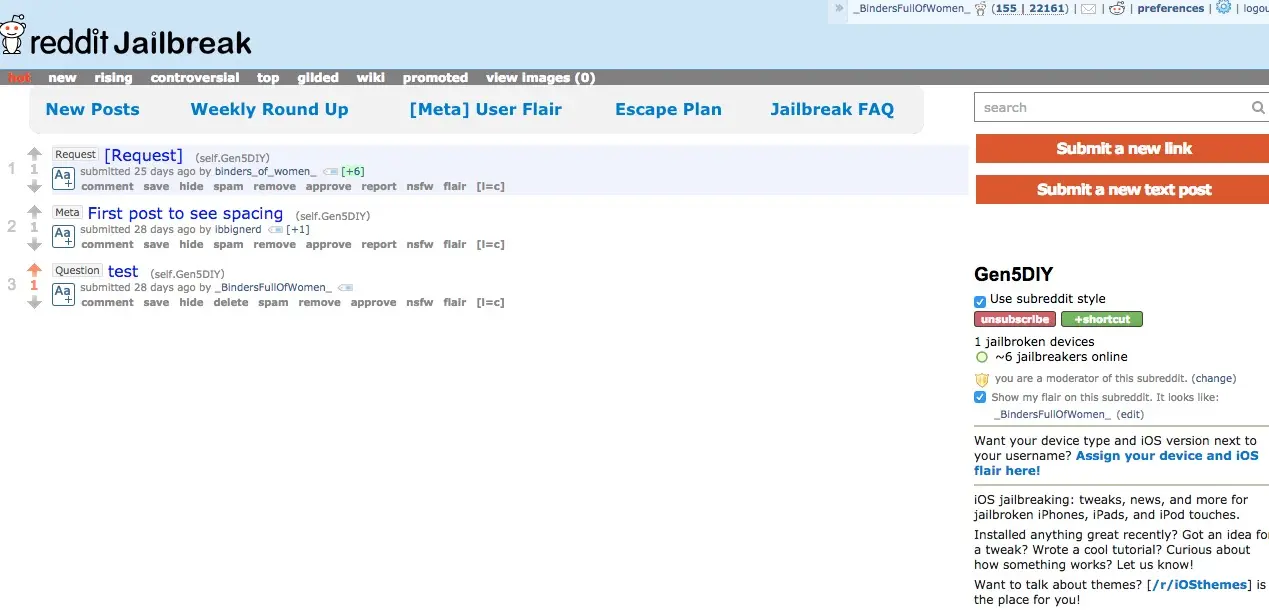 » _BindersFullOfWomen_ (155 | 22161) | | | preferences | | logou
reddit Jailbreak
hot new rising controversial top gilded wiki promoted view images (0)
New Posts Weekly Round Up [Meta] User Flair Escape Plan Jailbreak FAQ
search
Submit a new link
Submit a new text post
1 1 Aa+ Request [Request] (self.Gen5DIY)
submitted 25 days ago by binders_of_women_ [+6]
comment save hide spam remove approve report nsfw flair [l=c]
2 1 Aa+ Meta First post to see spacing (self.Gen5DIY)
submitted 28 days ago by ibbignerd [+1]
comment save hide spam remove approve report nsfw flair [l=c]
3 1 Aa+ Question test (self.Gen5DIY)
submitted 28 days ago by _BindersFullOfWomen_
comment save hide delete spam remove approve nsfw flair [l=c]
Gen5DIY
Use subreddit style
unsubscribe +shortcut
1 jailbroken devices
~6 jailbreakers online
you are a moderator of this subreddit. (change)
Show my flair on this subreddit. It looks like:
_BindersFullOfWomen_ (edit)
Want your device type and iOS version next to
your username? Assign your device and iOS
flair here!
iOS jailbreaking: tweaks, news, and more for
jailbroken iPhones, iPads, and iPod touches.
Installed anything great recently? Got an idea fo
a tweak? Wrote a cool tutorial? Curious about
how something works? Let us know!
Want to talk about themes? [/r/iOSthemes] is
the place for you!